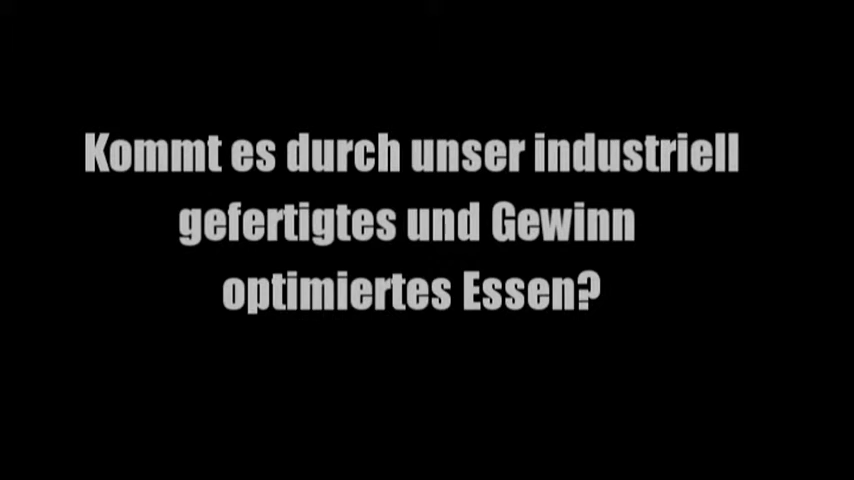 Kommt es durch unser industriell
gefertigtes und Gewinn
optimiertes Essen?